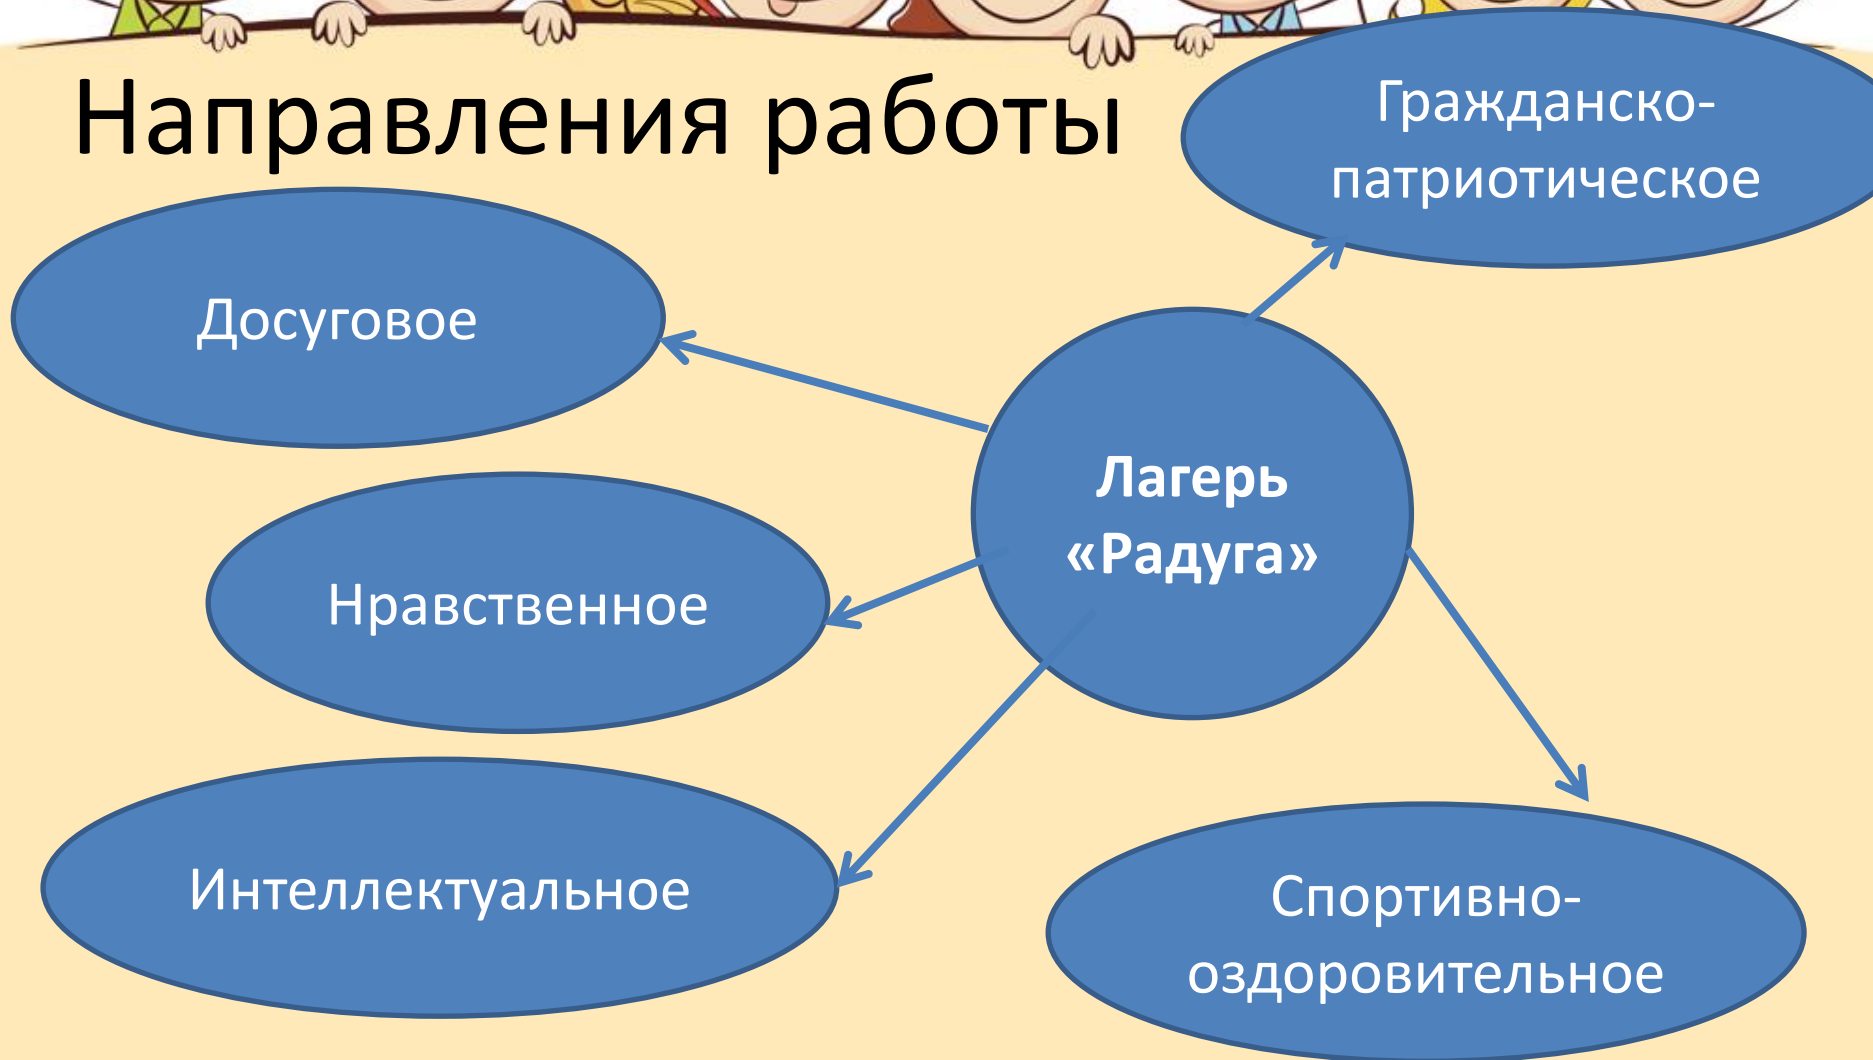 Направления работы
Гражданско-
патриотическое
Досуговое
Лагерь
«Радуга»
Нравственное
Интеллектуальное
Спортивно-
оздоровительное